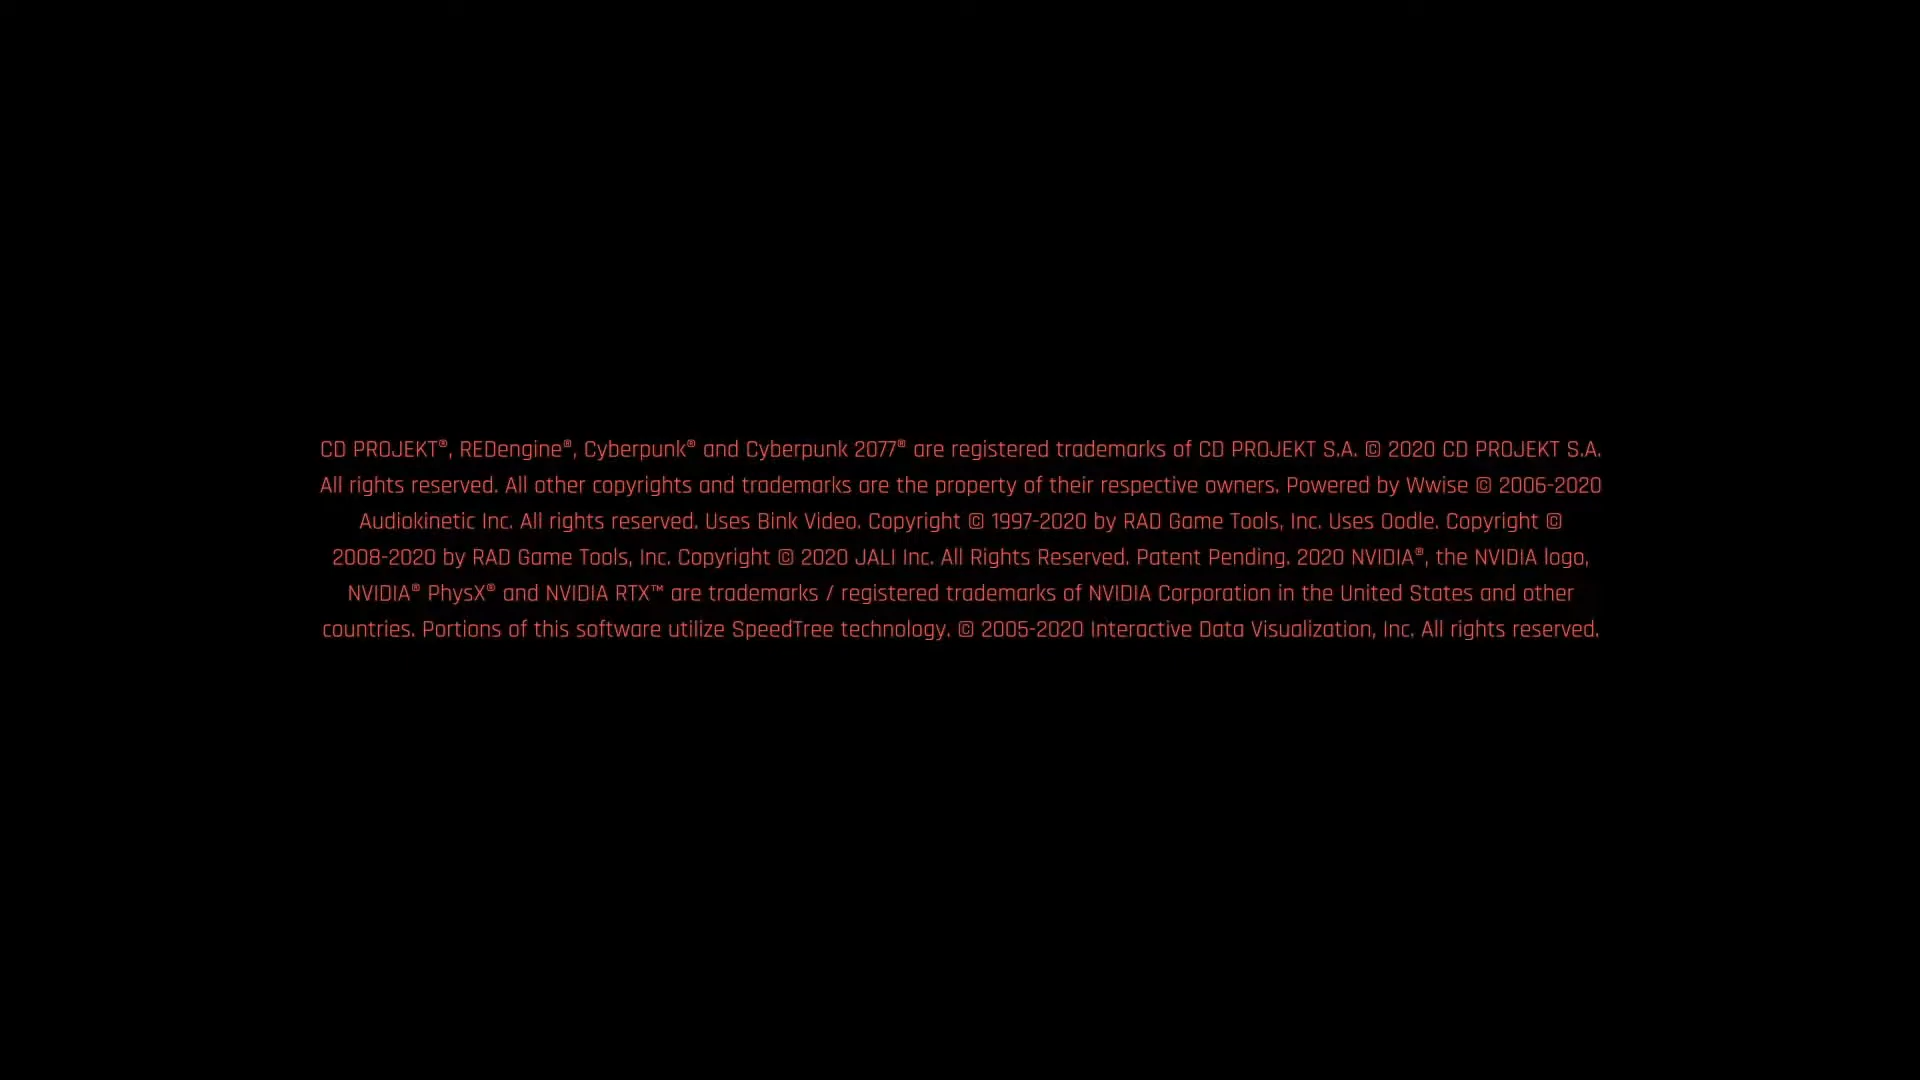 CD PROJEKT®, REDengine®, Cyberpunk® and Cyberpunk 2077® are registered trademarks of CD PROJEKT S.A. © 2020 CD PROJEKT S.A.
All rights reserved. All other copyrights and trademarks are the property of their respective owners. Powered by Wwise © 2006-2020
Audiokinetic Inc. All rights reserved. Uses Bink Video. Copyright © 1997-2020 by RAD Game Tools, Inc. Uses Oodle. Copyright ©
2008-2020 by RAD Game Tools, Inc. Copyright © 2020 JALI Inc. All Rights Reserved. Patent Pending. 2020 NVIDIA®, the NVIDIA logo,
NVIDIA® PhysX® and NVIDIA RTX™ are trademarks / registered trademarks of NVIDIA Corporation in the United States and other
countries. Portions of this software utilize SpeedTree technology. © 2005-2020 Interactive Data Visualization, Inc. All rights reserved.